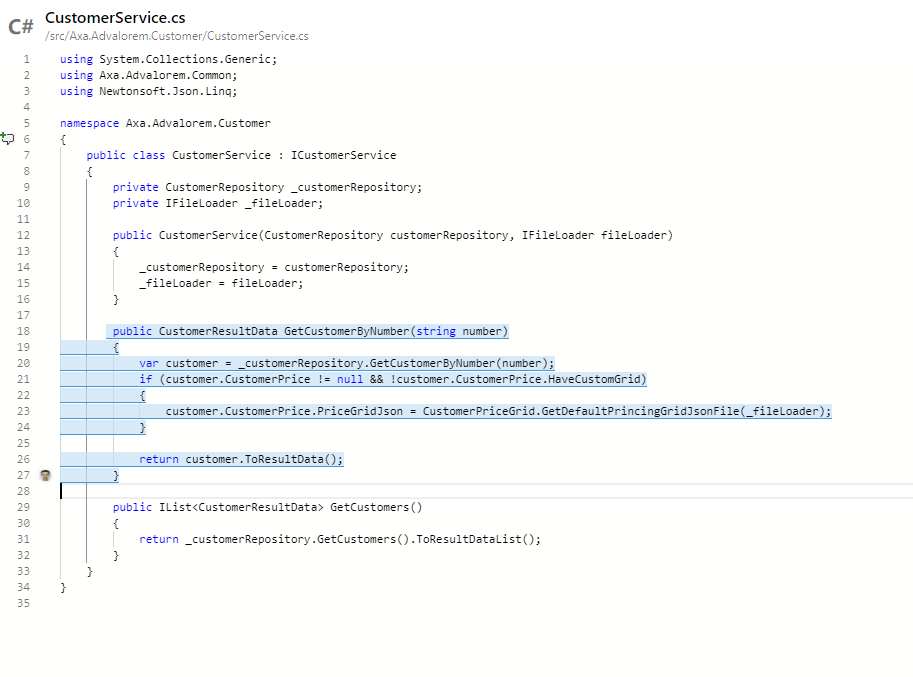 C# CustomerService.cs
/src/Axa.Advalorem.Customer/CustomerService.cs
1 using System.Collections.Generic;
2 using Axa.Advalorem.Common;
3 using Newtonsoft.Json.Linq;
4
5 namespace Axa.Advalorem.Customer
6 {
7 public class CustomerService : ICustomerService
8 {
9 private CustomerRepository _customerRepository;
10 private IFileLoader _fileLoader;
11
12 public CustomerService(CustomerRepository customerRepository, IFileLoader fileLoader)
13 {
14 _customerRepository = customerRepository;
15 _fileLoader = fileLoader;
16 }
17
18 public CustomerResultData GetCustomerByNumber(string number)
19 {
20 var customer = _customerRepository.GetCustomerByNumber(number);
21 if (customer.CustomerPrice != null && !customer.CustomerPrice.HaveCustomGrid)
22 {
23 customer.CustomerPrice.PriceGridJson = CustomerPriceGrid.GetDefaultPrincingGridJsonFile(_fileLoader);
24 }
25
26 return customer.ToResultData();
27 }
28
29 public IList<CustomerResultData> GetCustomers()
30 {
31 return _customerRepository.GetCustomers().ToResultDataList();
32 }
33 }
34 }
35